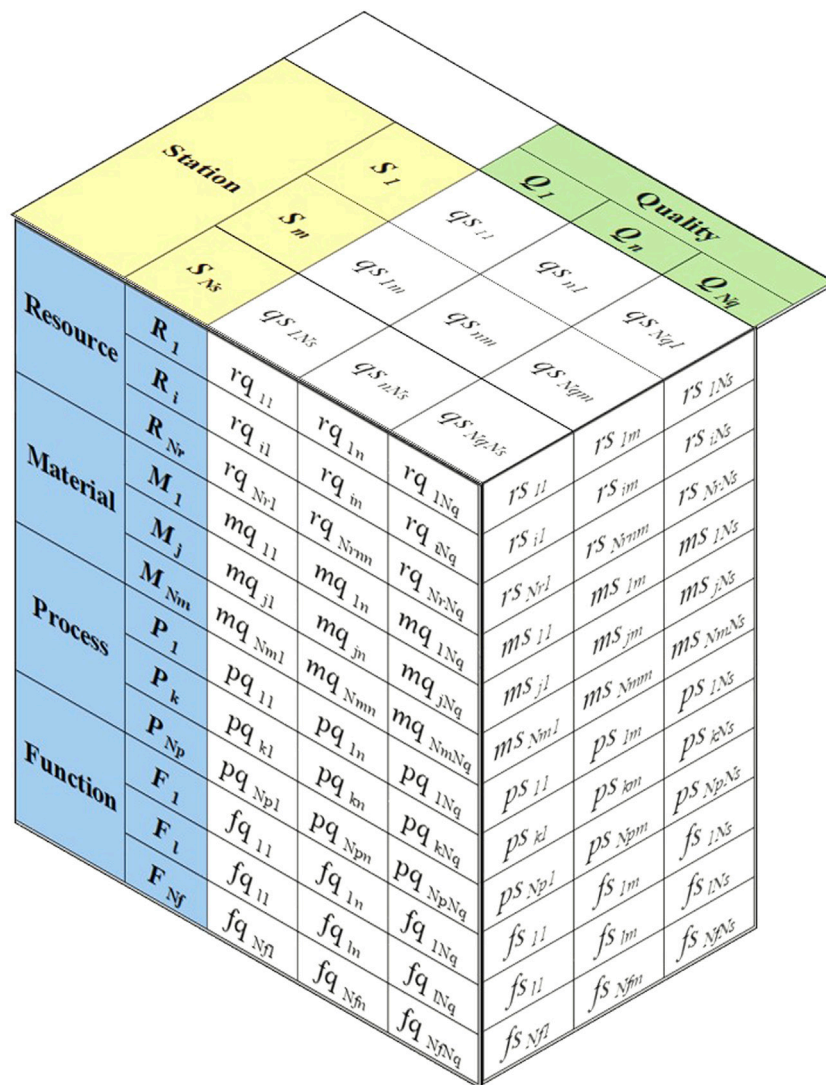 Station
S 1
S m
S Ns
Quality
Q 1
Q n
Q Nq
qs 11
qs n1
qs Nq1
qs 1m
qs nm
qs Nqm
qs 1Ns
qs nNs
qs NqNs
Resource
R 1
R i
R Nr
Material
M 1
M j
M Nm
Process
P 1
P k
P Np
Function
F 1
F l
F Nf
rq 11
rq 1n
rq 1Nq
rq i1
rq in
rq iNq
rq Nr1
rq Nrnn
rq NrNq
mq 11
mq 1n
mq 1Nq
mq j1
mq jn
mq jNq
mq Nm1
mq Nmn
mq NmNq
pq 11
pq 1n
pq 1Nq
pq k1
pq kn
pq kNq
pq Np1
pq Npn
pq NpNq
fq 11
fq 1n
fq 1Nq
fq l1
fq ln
fq lNq
fq Nf1
fq Nfn
fq NfNq
rs 11
rs 1m
rs 1Ns
rs i1
rs im
rs iNs
rs Nr1
rs Nrnm
rs NrNs
ms 11
ms 1m
ms 1Ns
ms j1
ms jm
ms jNs
ms Nm1
ms Nmm
ms NmNs
ps 11
ps 1m
ps 1Ns
ps k1
ps km
ps kNs
ps Np1
ps Npm
ps NpNs
fs 11
fs 1m
fs 1Ns
fs l1
fs lm
fs lNs
fs Nf1
fs Nfm
fs NfNs